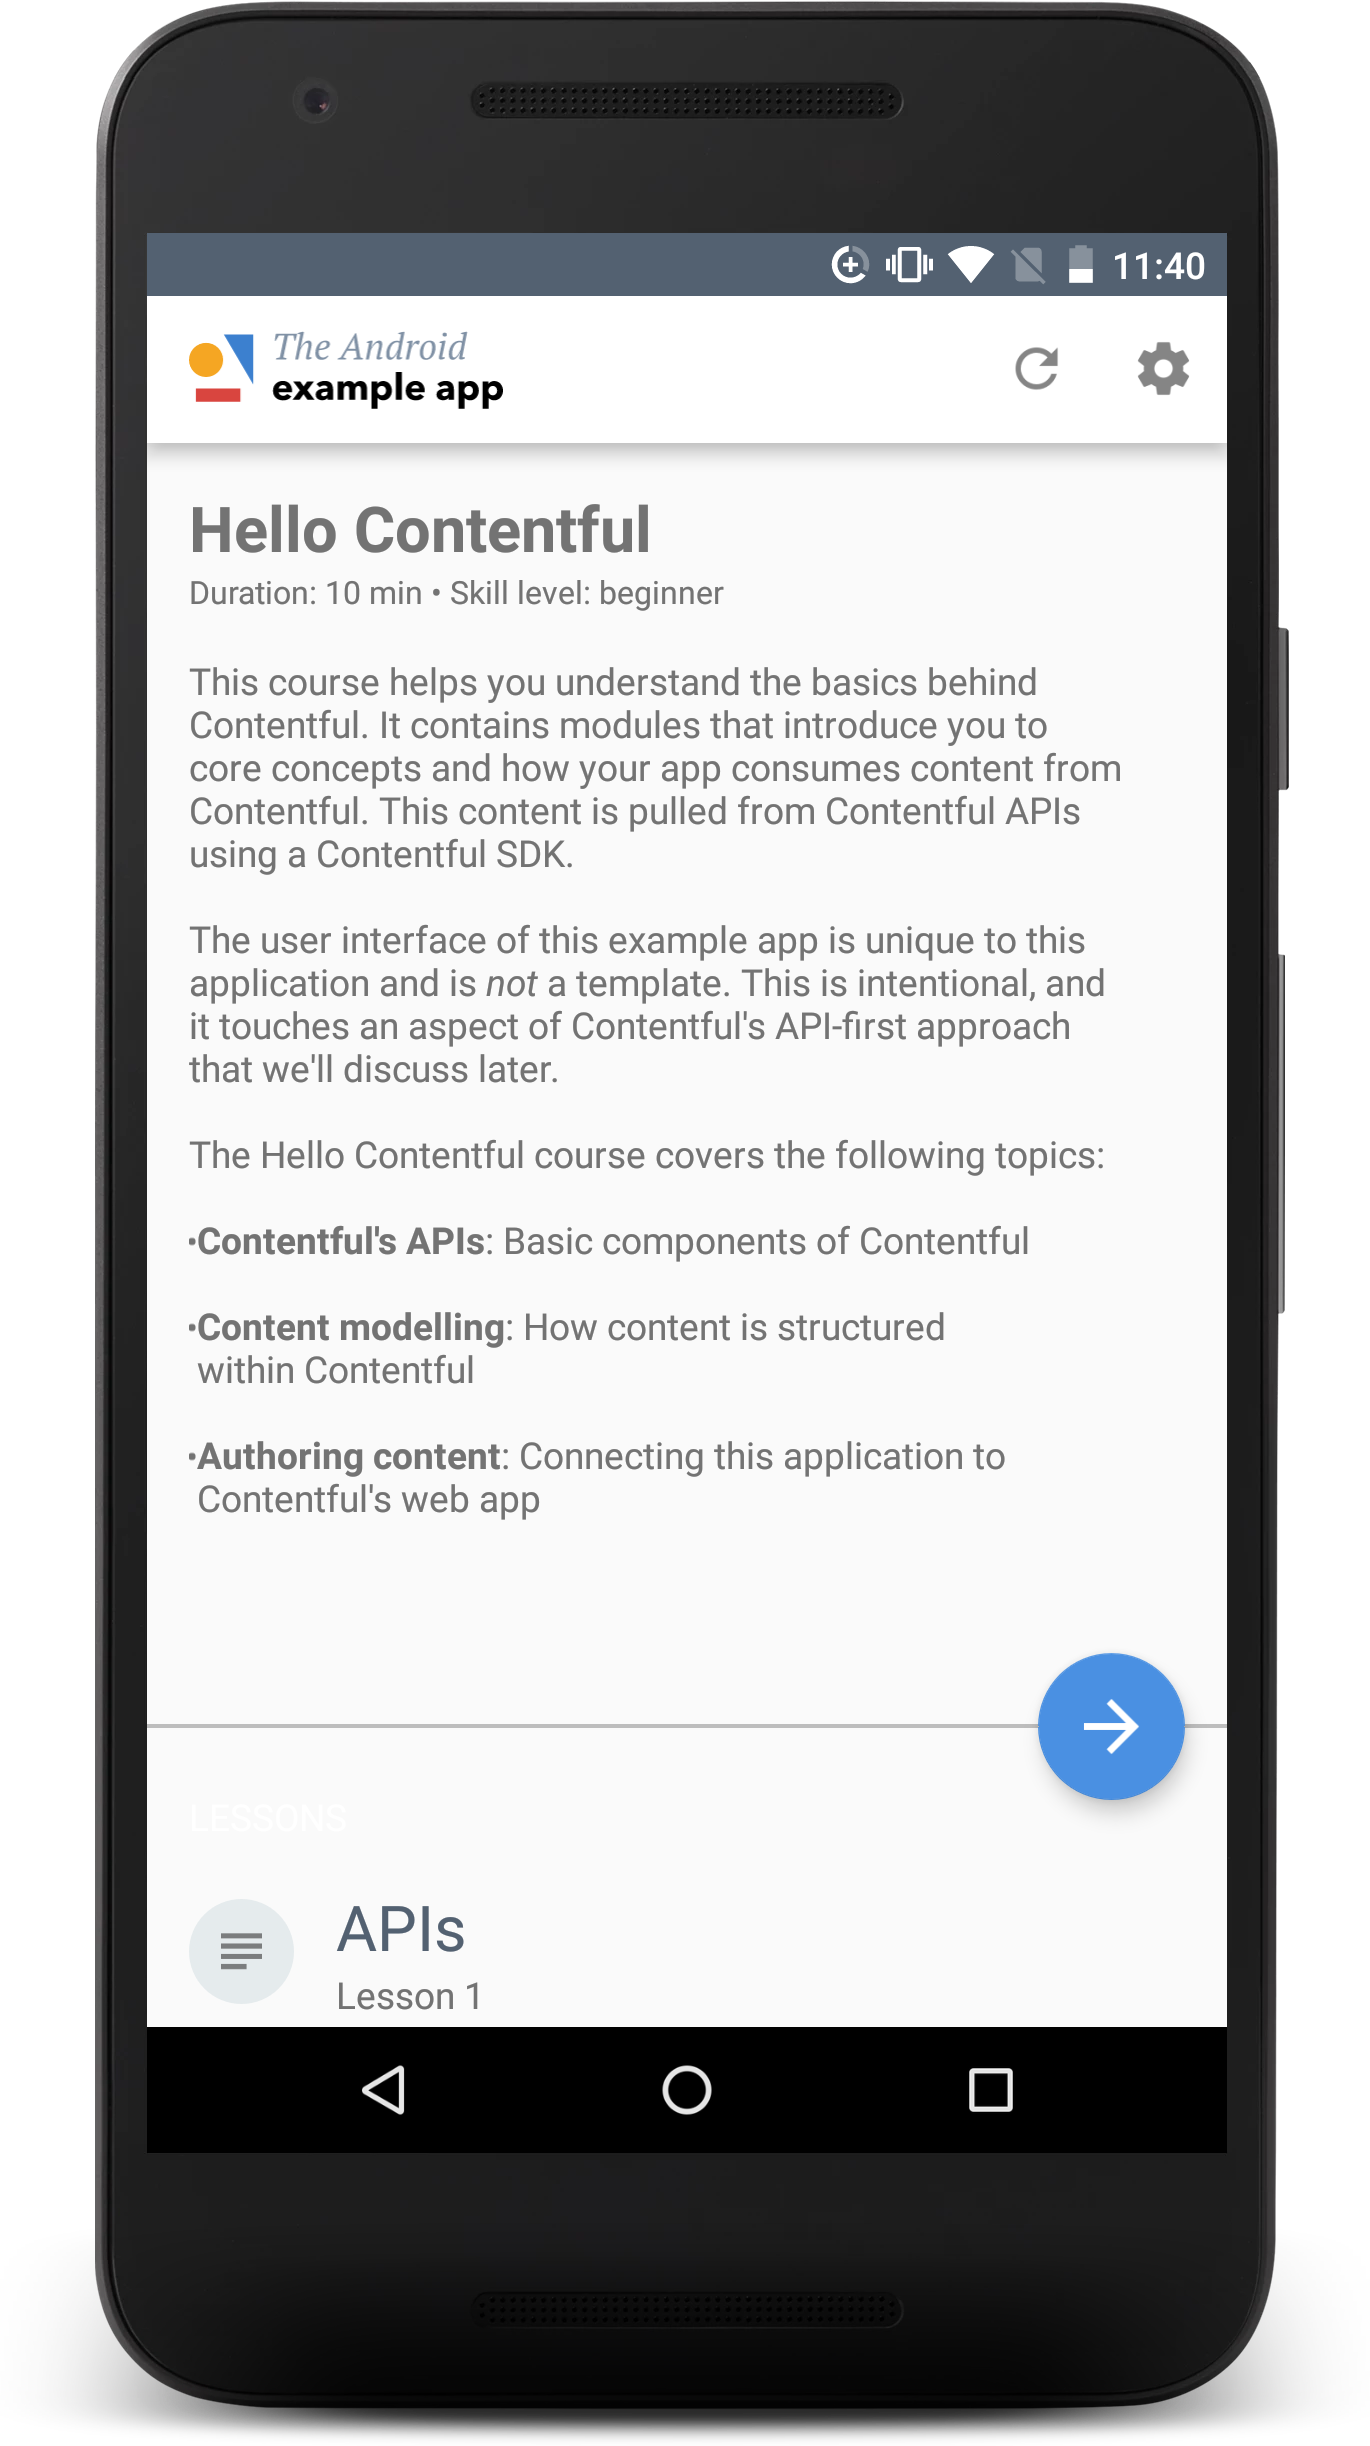 11:40
The Android
example app
Hello Contentful
Duration: 10 min • Skill level: beginner
This course helps you understand the basics behind
Contentful. It contains modules that introduce you to
core concepts and how your app consumes content from
Contentful. This content is pulled from Contentful APIs
using a Contentful SDK.
The user interface of this example app is unique to this
application and is not a template. This is intentional, and
it touches an aspect of Contentful's API-first approach
that we'll discuss later.
The Hello Contentful course covers the following topics:
•Contentful's APIs: Basic components of Contentful
•Content modelling: How content is structured
within Contentful
•Authoring content: Connecting this application to
Contentful's web app
LESSONS
APIs
Lesson 1